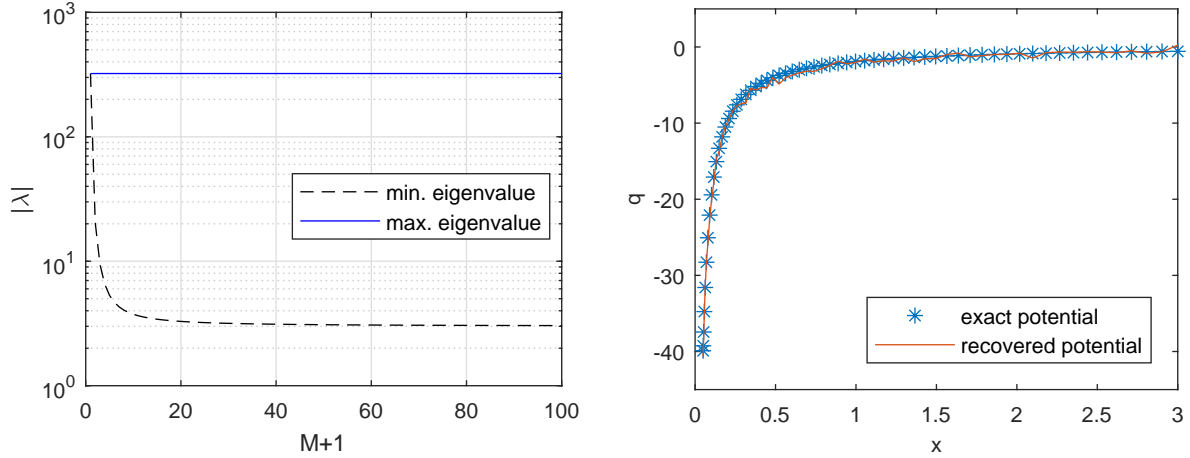 10^3
10^2
10^1
10^0
|λ|
min. eigenvalue
max. eigenvalue
0 20 40 60 80 100
M+1
0
-10
-20
-30
-40
q
exact potential
recovered potential
0 0.5 1 1.5 2 2.5 3
x